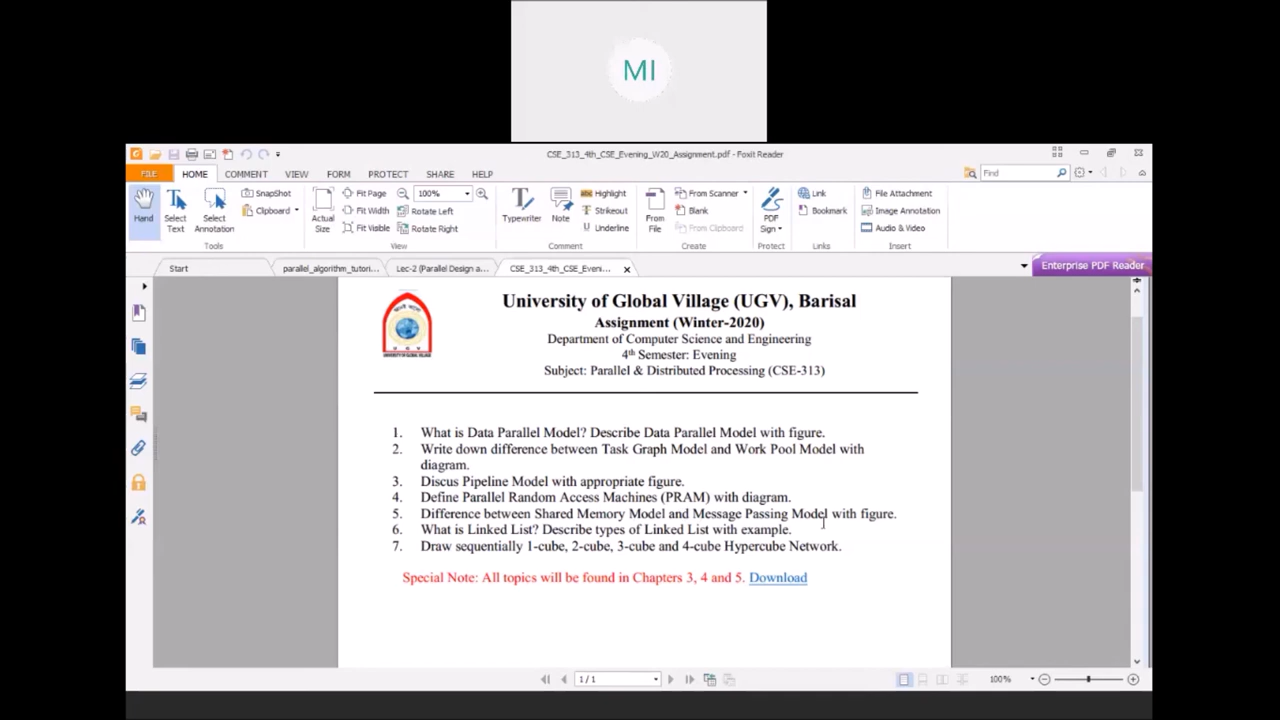 MI
CSE_313_4th_CSE_Evening_W20_Assignment.pdf - Foxit Reader
FILE HOME COMMENT VIEW FORM PROTECT SHARE HELP Find
Hand
Select Text
Select Annotation
SnapShot
Clipboard
Tools
Actual Size
Fit Page
Fit Width
Fit Visible
100%
Rotate Left
Rotate Right
View
Typewriter
Note
Highlight
Strikeout
Underline
Comment
From File
From Scanner
Blank
From Clipboard
Create
PDF Sign
Protect
Link
Bookmark
Links
File Attachment
Image Annotation
Audio & Video
Insert
Start parallel_algorithm_tutori... Lec-2 (Parallel Design a... CSE_313_4th_CSE_Eveni... Enterprise PDF Reader
University of Global Village (UGV), Barisal
Assignment (Winter-2020)
Department of Computer Science and Engineering
4th Semester: Evening
Subject: Parallel & Distributed Processing (CSE-313)
1. What is Data Parallel Model? Describe Data Parallel Model with figure.
2. Write down difference between Task Graph Model and Work Pool Model with
diagram.
3. Discus Pipeline Model with appropriate figure.
4. Define Parallel Random Access Machines (PRAM) with diagram.
5. Difference between Shared Memory Model and Message Passing Model with figure.
6. What is Linked List? Describe types of Linked List with example.
7. Draw sequentially 1-cube, 2-cube, 3-cube and 4-cube Hypercube Network.
Special Note: All topics will be found in Chapters 3, 4 and 5. Download
1 / 1
100%